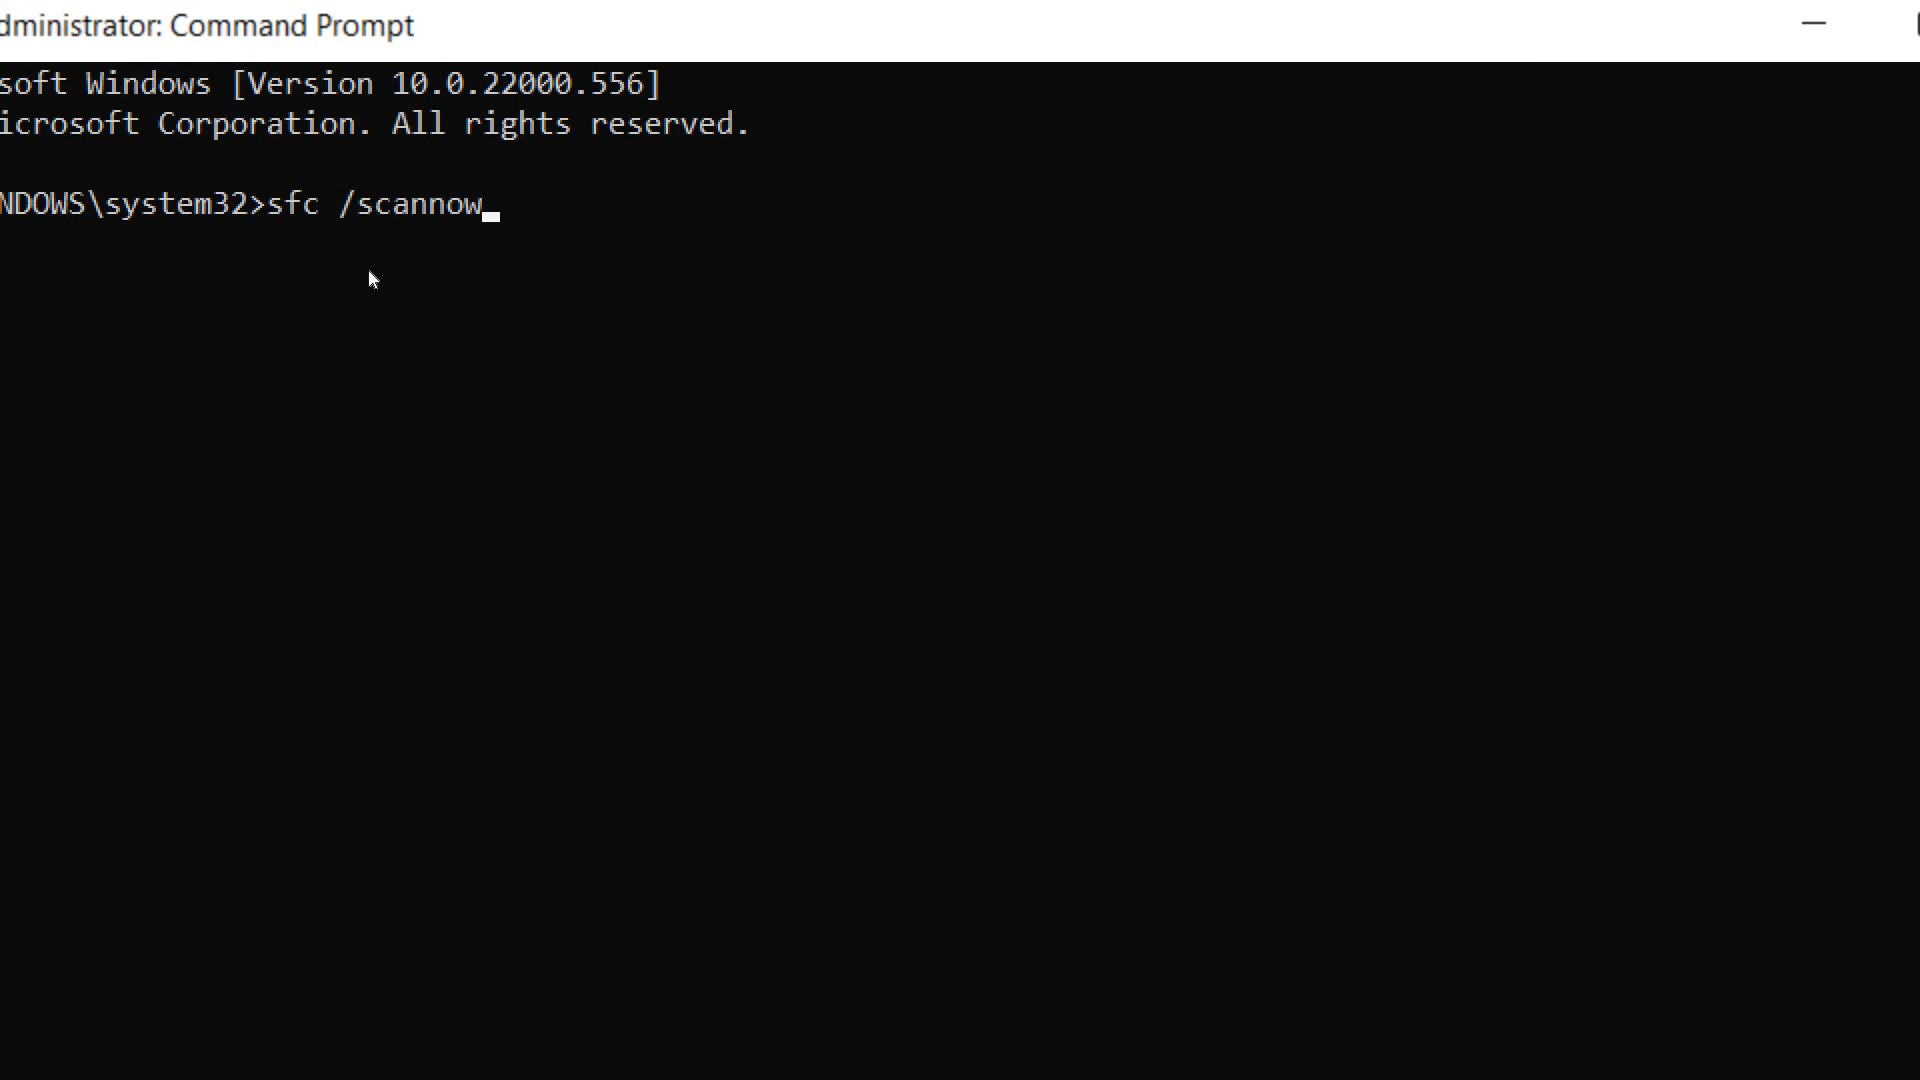 dministrator: Command Prompt
soft Windows [Version 10.0.22000.556]
icrosoft Corporation. All rights reserved.
NDOWS\system32>sfc /scannow